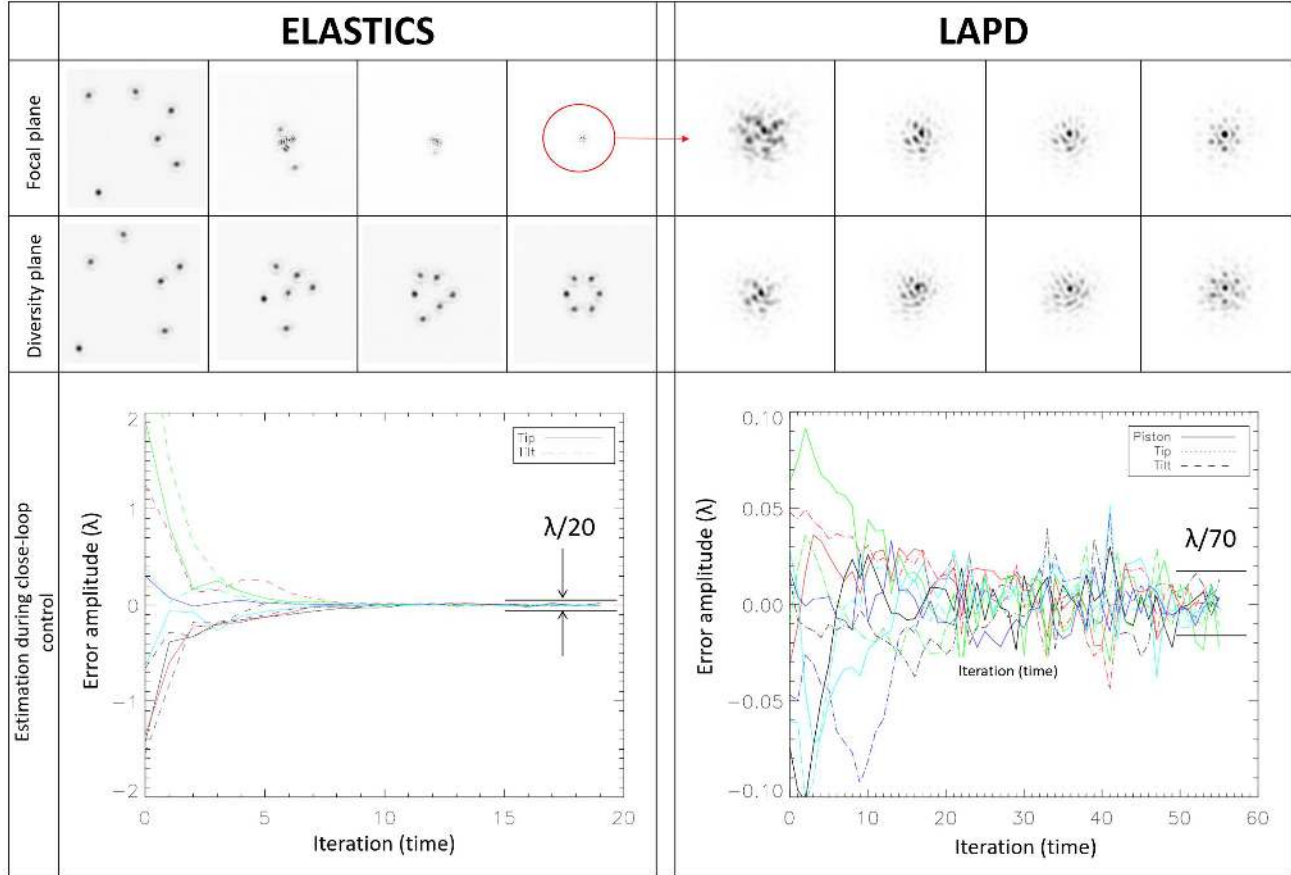 ELASTICS
LAPD
Focal plane
Diversity plane
Estimation during close-loop
control
Error amplitude (λ)
2
1
0
−1
−2
0
5
10
15
20
Iteration (time)
Tip
Tilt
λ/20
Error amplitude (λ)
0.10
0.05
0.00
−0.05
−0.10
0
10
20
30
40
50
60
Iteration (time)
Piston
Tip
Tilt
λ/70
Iteration (time)